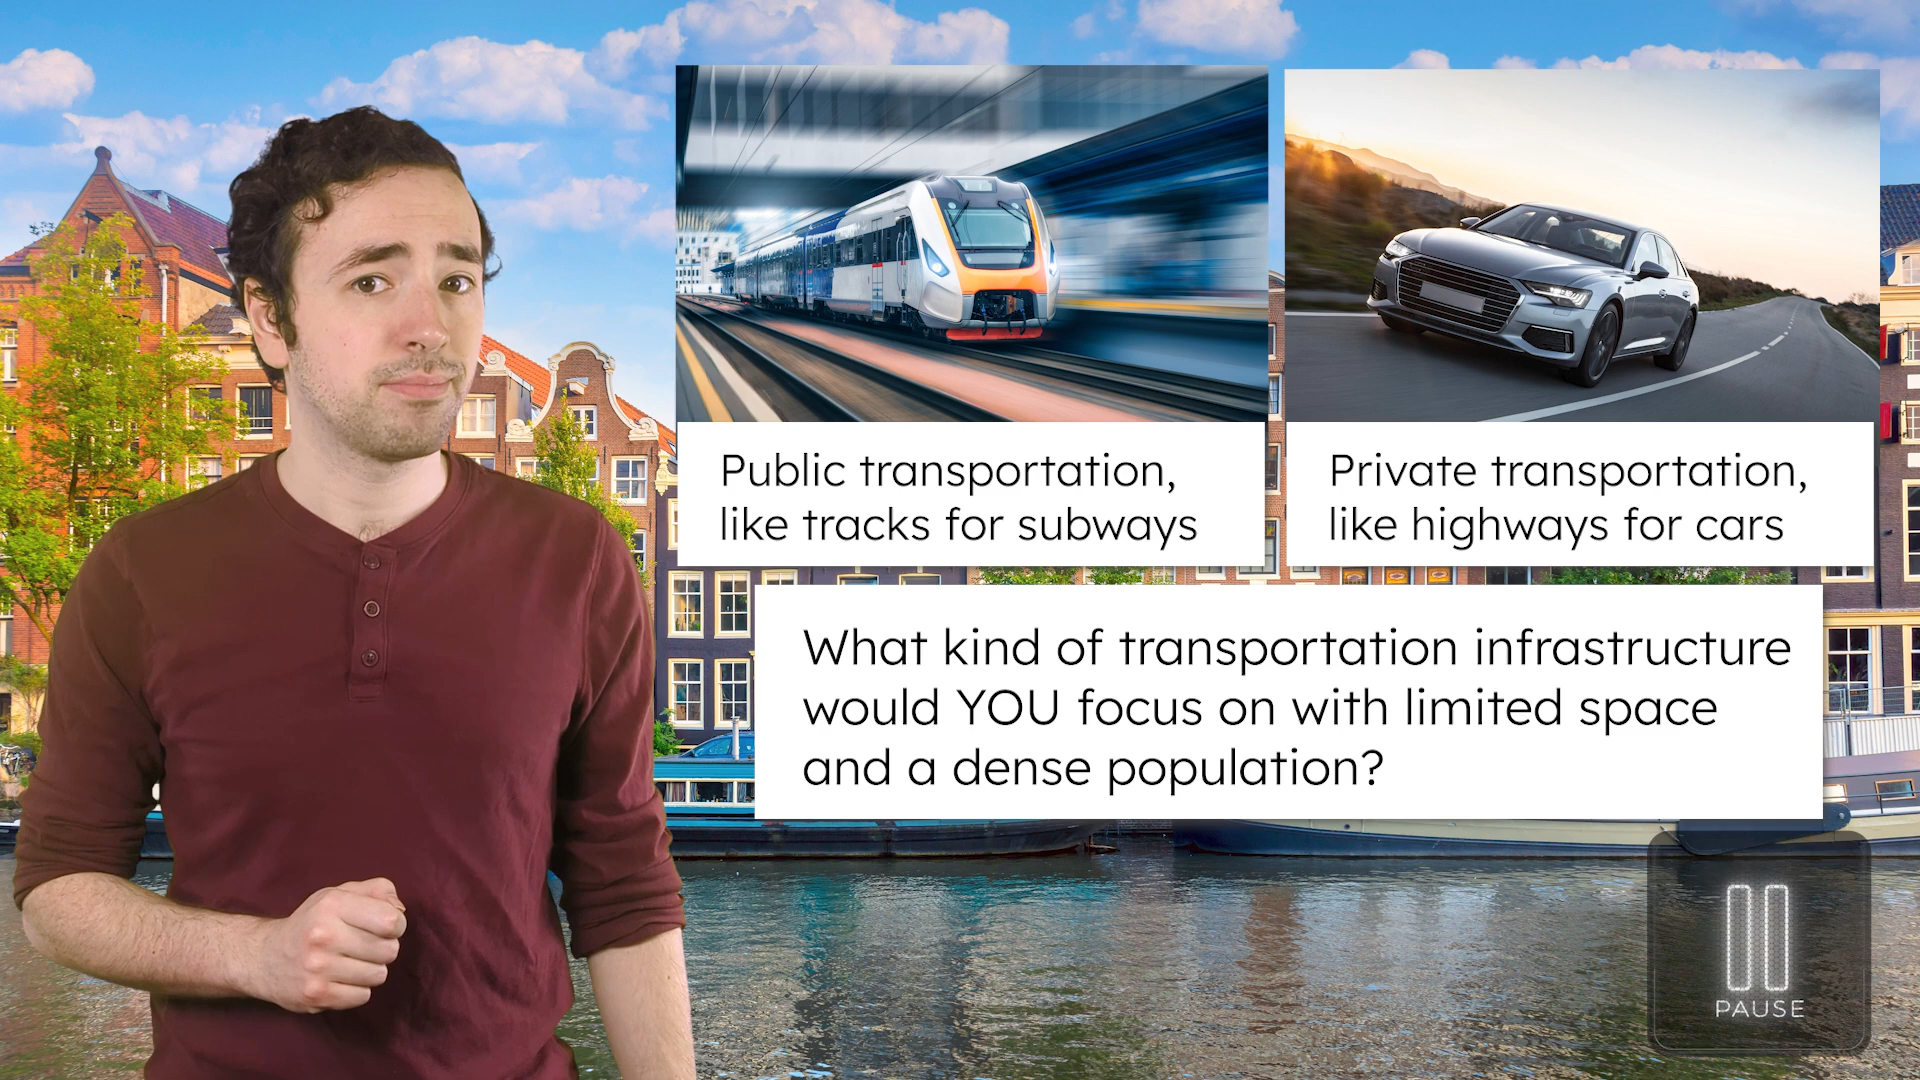 Public transportation,
like tracks for subways
Private transportation,
like highways for cars
What kind of transportation infrastructure
would YOU focus on with limited space
and a dense population?
PAUSE